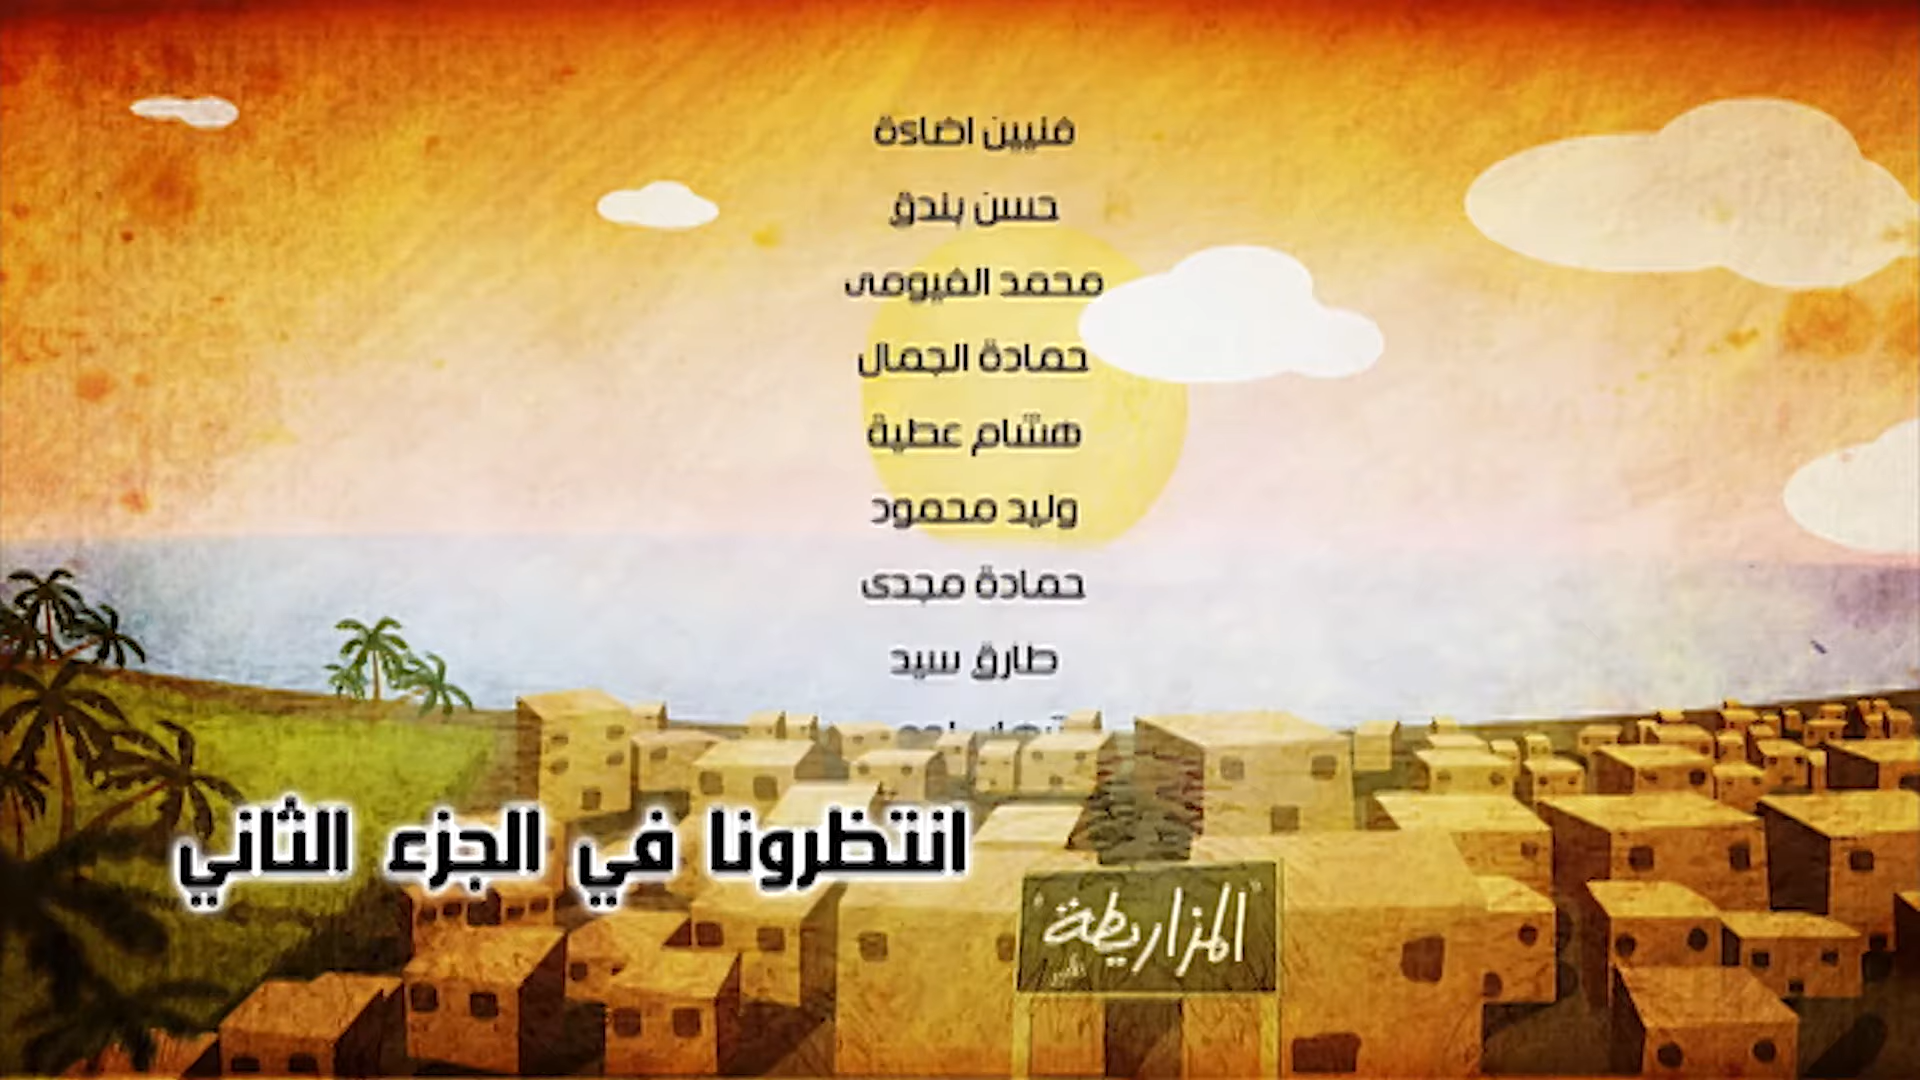 فنيين اضاءة
حسن بندق
محمد الفيومى
حمادة الجمال
هشام عطية
وليد محمود
حمادة مجدى
طارق سيد
انتظرونا في الجزء الثاني
"المزاريطة"